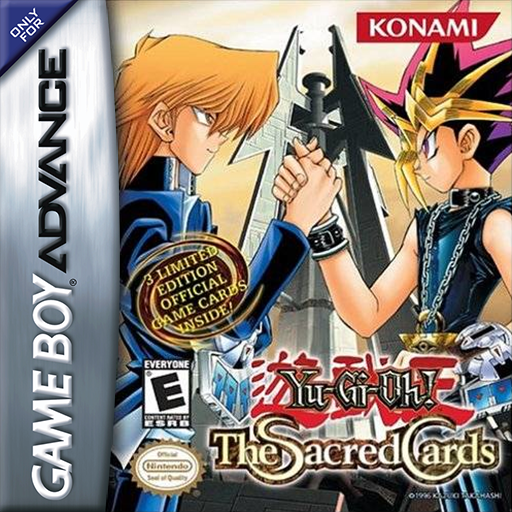 ONLY
FOR
GAME BOY ADVANCE
®
KONAMI
3 LIMITED
EDITION
OFFICIAL
GAME CARDS
INSIDE!
EVERYONE
E
CONTENT RATED BY
ESRB
遊戯王
Yu-Gi-Oh!
The Sacred Cards
Official
Nintendo
Seal of Quality
©1996 KAZUKI TAKAHASHI